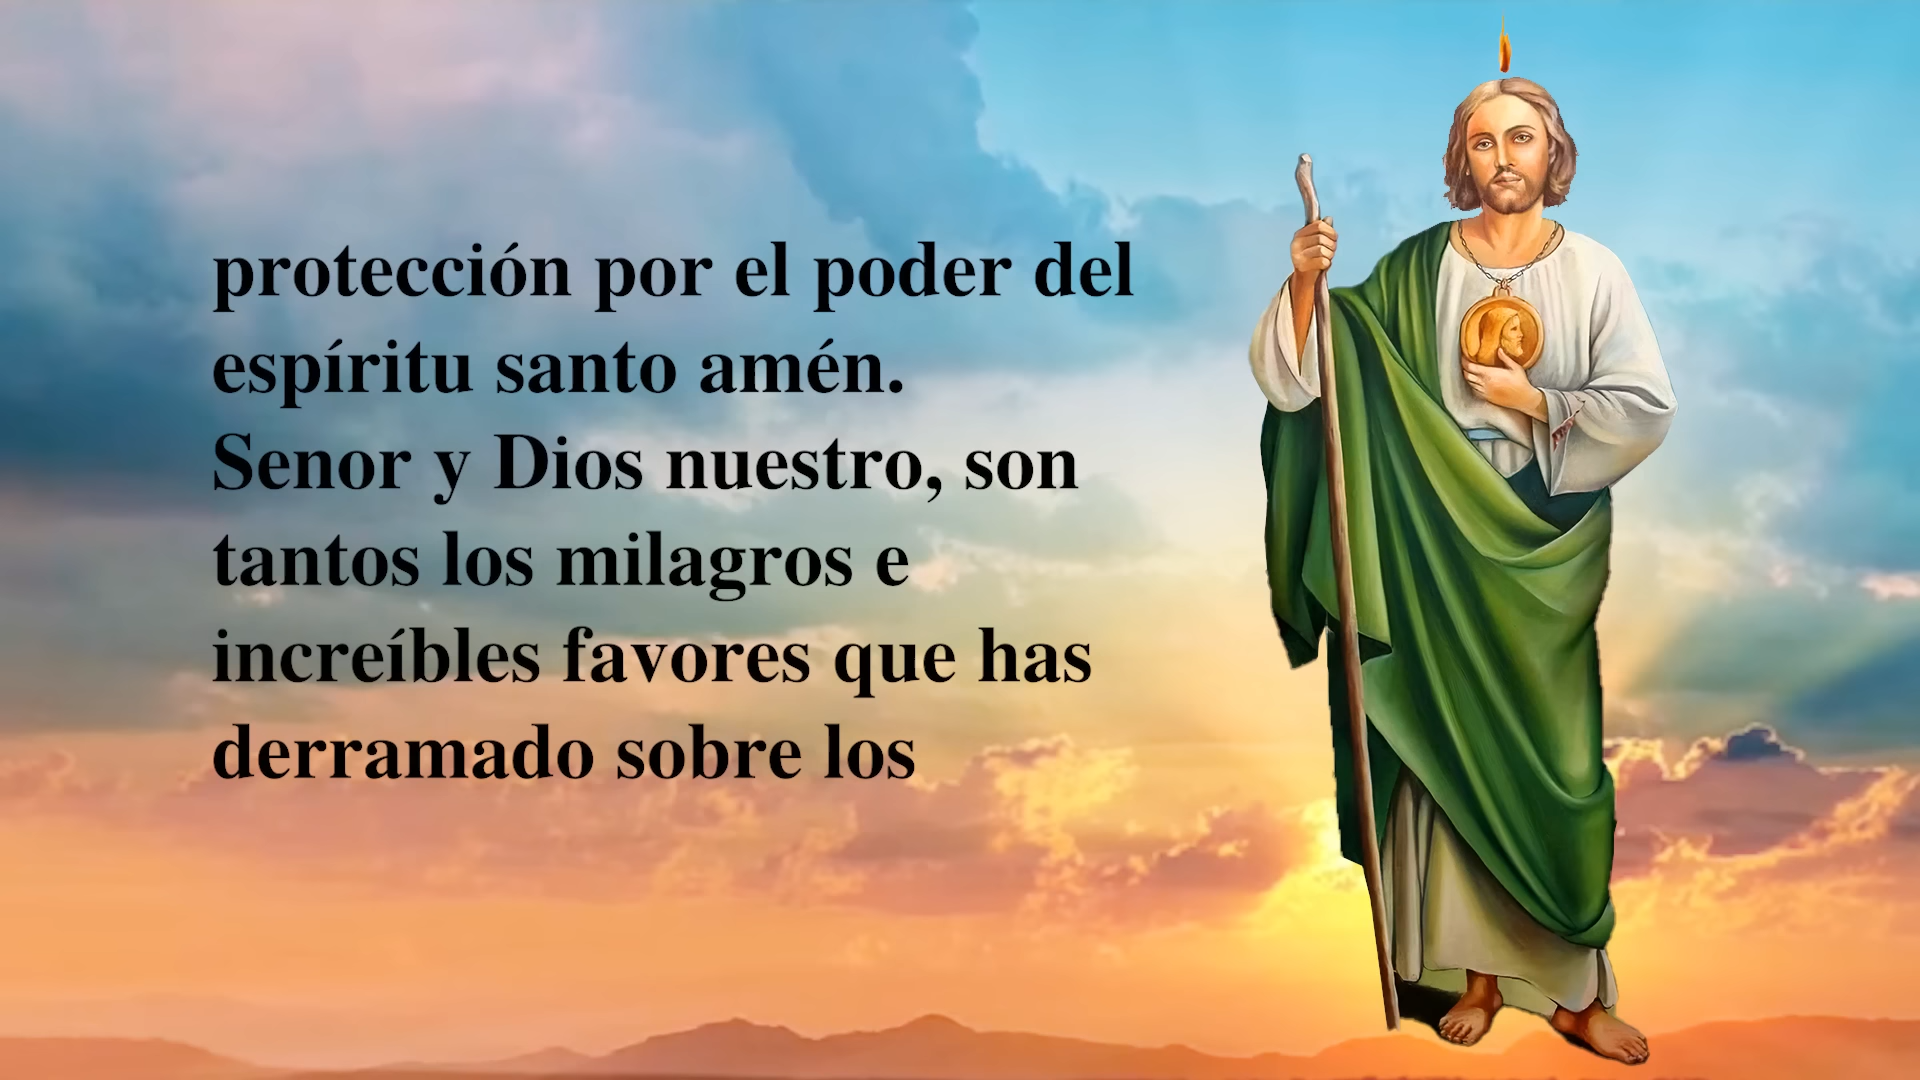 protección por el poder del
espíritu santo amén.
Senor y Dios nuestro, son
tantos los milagros e
increíbles favores que has
derramado sobre los